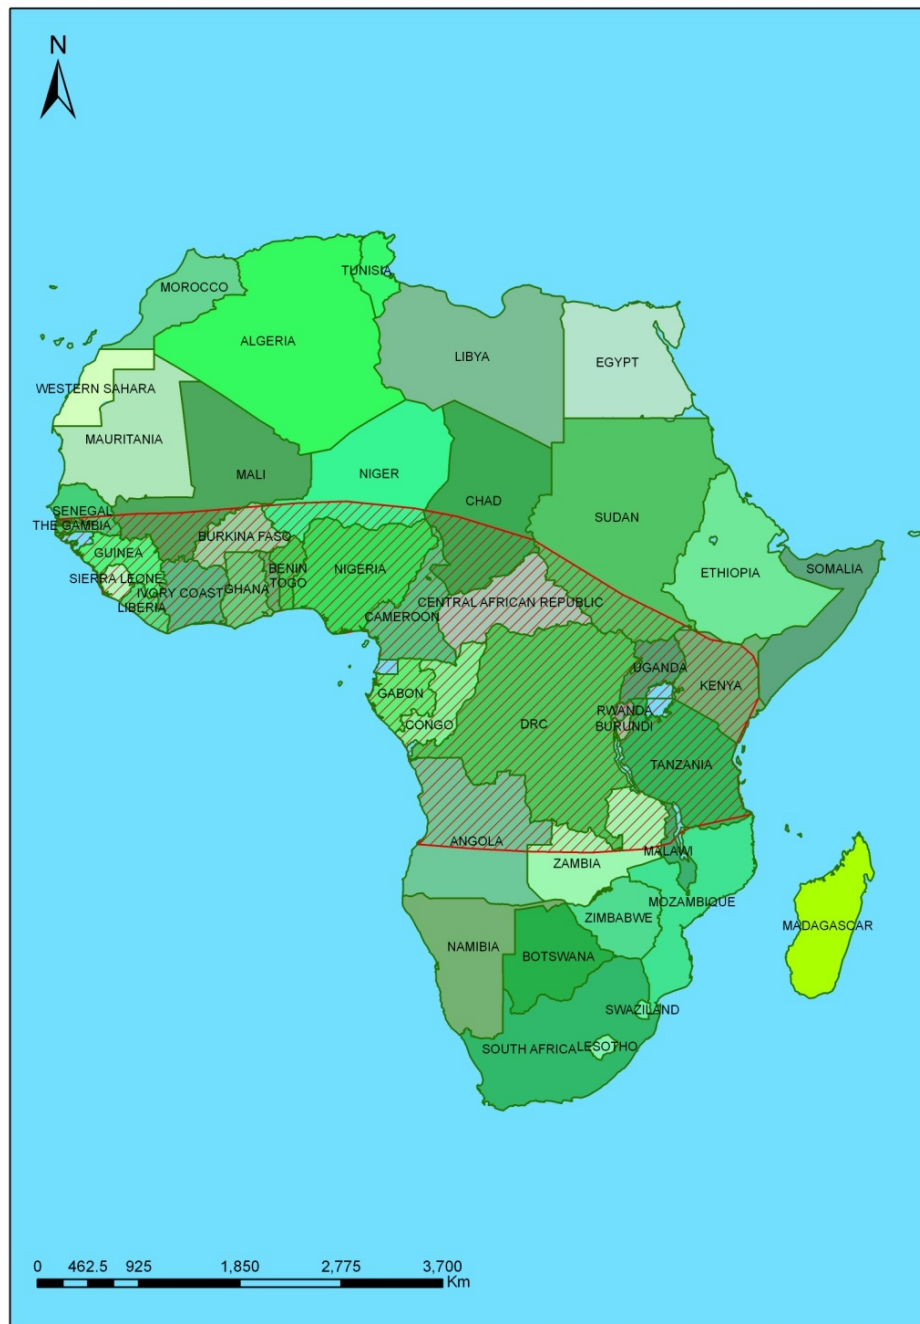 N
TUNISIA
MOROCCO
ALGERIA
LIBYA
EGYPT
WESTERN SAHARA
MAURITANIA
MALI
NIGER
CHAD
SENEGAL
SUDAN
THE GAMBIA
BURKINA FASO
GUINEA
SOMALIA
BENIN
NIGERIA
ETHIOPIA
SIERRA LEONE
TOGO
IVORY COAST
GHANA
CENTRAL AFRICAN REPUBLIC
LIBERIA
CAMEROON
UGANDA
KENYA
GABON
RWANDA
CONGO
DRC
BURUNDI
TANZANIA
ANGOLA
MALAWI
ZAMBIA
MOZAMBIQUE
ZIMBABWE
MADAGASCAR
NAMIBIA
BOTSWANA
SWAZILAND
SOUTH AFRICA
LESOTHO
0 462.5 925 1,850 2,775 3,700
Km